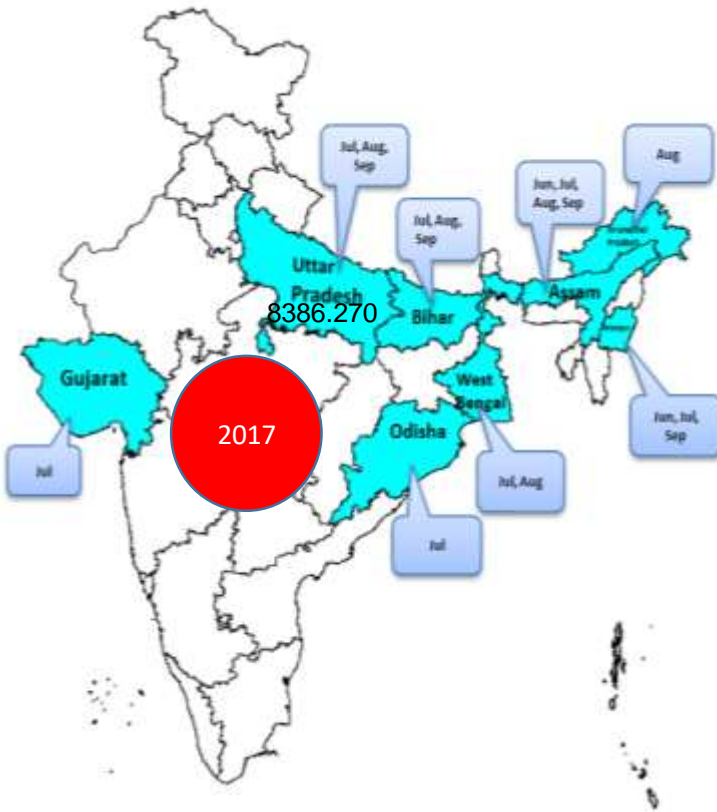 Jul, Aug,
Sep
Aug
Jun, Jul,
Aug, Sep
Jul, Aug,
Sep
Uttar
Pradesh
8386.270
Bihar
Assam
Gujarat
West
Bengal
2017
Odisha
Jun, Jul,
Sep
Jul
Jul, Aug
Jul